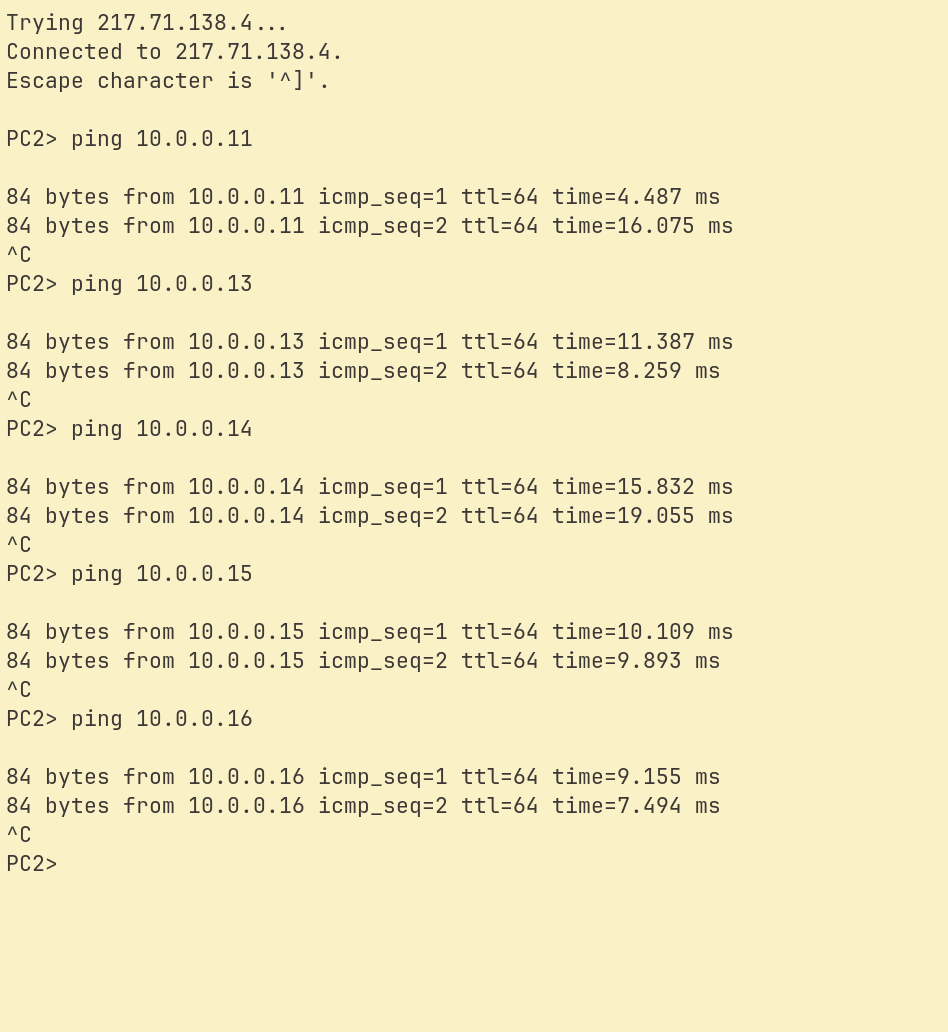 Trying 217.71.138.4...
Connected to 217.71.138.4.
Escape character is '^]'.
PC2> ping 10.0.0.11
84 bytes from 10.0.0.11 icmp_seq=1 ttl=64 time=4.487 ms
84 bytes from 10.0.0.11 icmp_seq=2 ttl=64 time=16.075 ms
^C
PC2> ping 10.0.0.13
84 bytes from 10.0.0.13 icmp_seq=1 ttl=64 time=11.387 ms
84 bytes from 10.0.0.13 icmp_seq=2 ttl=64 time=8.259 ms
^C
PC2> ping 10.0.0.14
84 bytes from 10.0.0.14 icmp_seq=1 ttl=64 time=15.832 ms
84 bytes from 10.0.0.14 icmp_seq=2 ttl=64 time=19.055 ms
^C
PC2> ping 10.0.0.15
84 bytes from 10.0.0.15 icmp_seq=1 ttl=64 time=10.109 ms
84 bytes from 10.0.0.15 icmp_seq=2 ttl=64 time=9.893 ms
^C
PC2> ping 10.0.0.16
84 bytes from 10.0.0.16 icmp_seq=1 ttl=64 time=9.155 ms
84 bytes from 10.0.0.16 icmp_seq=2 ttl=64 time=7.494 ms
^C
PC2>